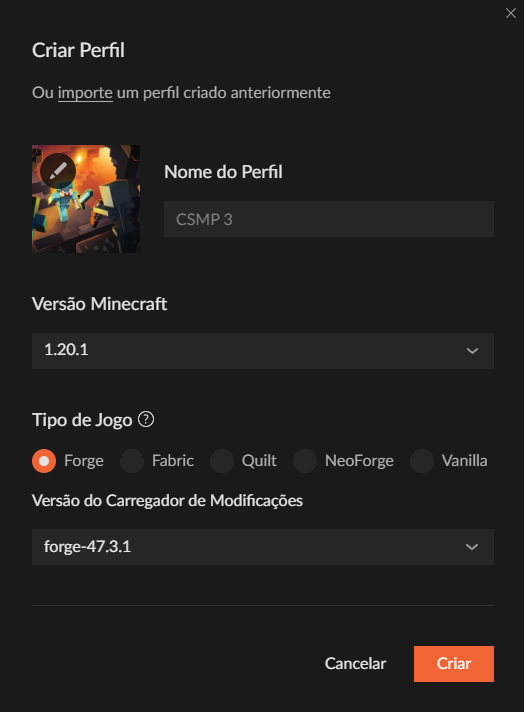 Criar Perfil
Ou importe um perfil criado anteriormente
Nome do Perfil
CSMP 3
Versão Minecraft
1.20.1
Tipo de Jogo ?
Forge Fabric Quilt NeoForge Vanilla
Versão do Carregador de Modificações
forge-47.3.1
Cancelar Criar